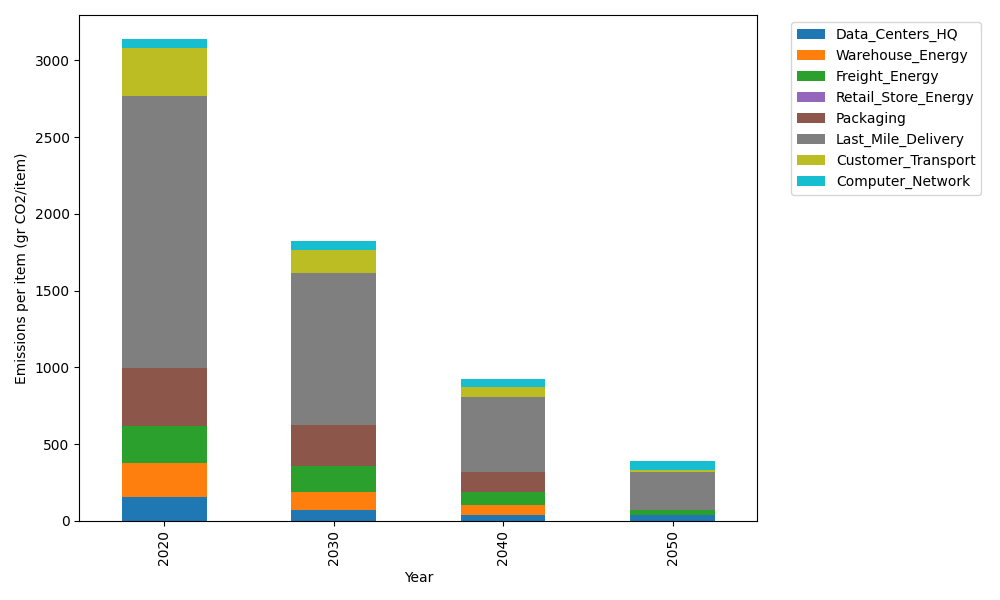 Emissions per item (gr CO2/item)
3000
2500
2000
1500
1000
500
0
2020
2030
2040
2050
Year
Data_Centers_HQ
Warehouse_Energy
Freight_Energy
Retail_Store_Energy
Packaging
Last_Mile_Delivery
Customer_Transport
Computer_Network